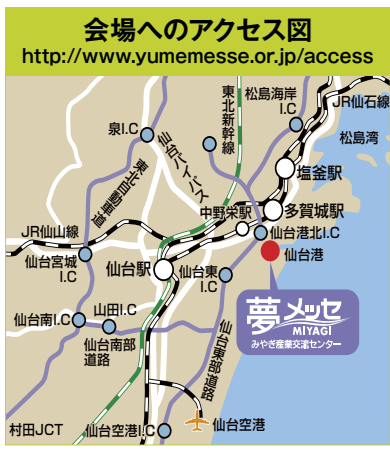 会場へのアクセス図
http://www.yumemesse.or.jp/access
松島海岸
I.C
JR仙石線
東北新幹線
松島湾
泉I.C
仙台バイパス
塩釜駅
東北自動車道
中野栄駅
多賀城駅
JR仙山線
仙台港北I.C
仙台宮城
I.C
仙台駅
仙台東
I.C
仙台港
夢メッセ
MIYAGI
みやぎ産業交流センター
仙台南I.C
山田I.C
仙台南部
道路
仙台東部道路
村田JCT
仙台空港I.C
仙台空港